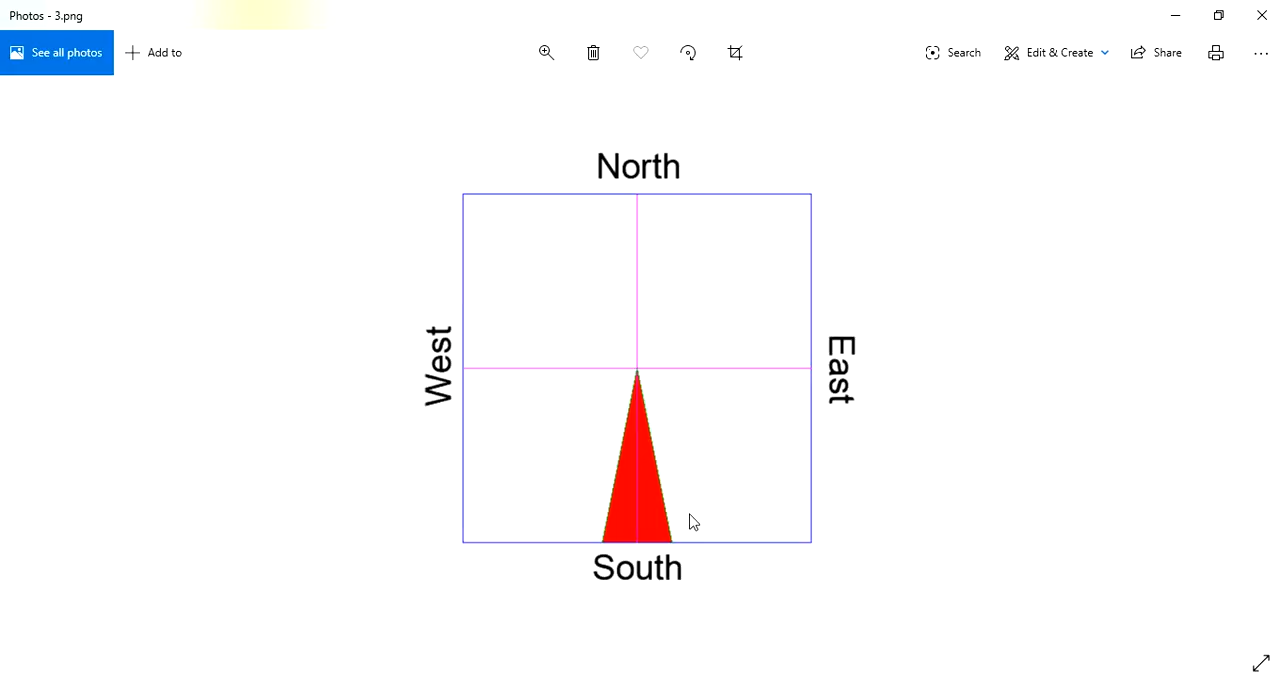 Photos - 3.png
See all photos
Add to
Search
Edit & Create
Share
North
West
East
South